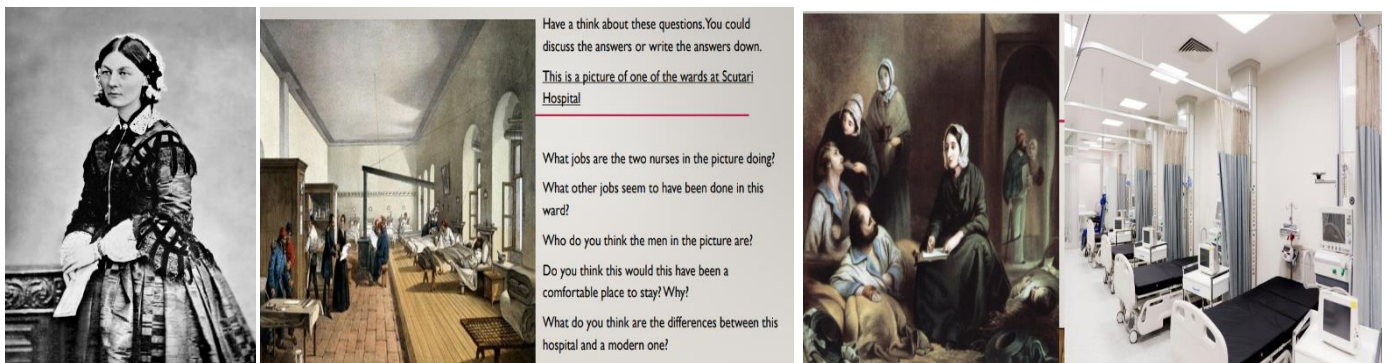 Have a think about these questions. You could
discuss the answers or write the answers down.
This is a picture of one of the wards at Scutari
Hospital
What jobs are the two nurses in the picture doing?
What other jobs seem to have been done in this
ward?
Who do you think the men in the picture are?
Do you think this would this have been a
comfortable place to stay? Why?
What do you think are the differences between this
hospital and a modern one?